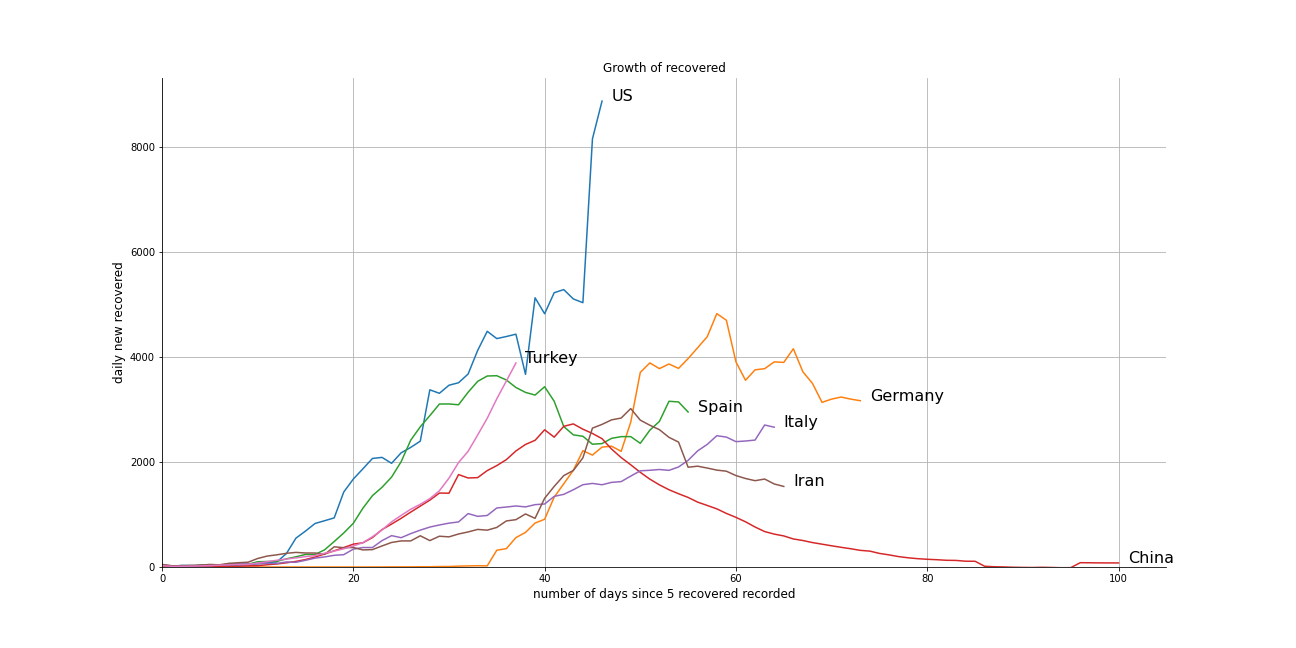 Growth of recovered
US
8000
6000
daily new recovered
4000
Turkey
Germany
Spain
Italy
2000
Iran
China
0
0 20 40 60 80 100
number of days since 5 recovered recorded